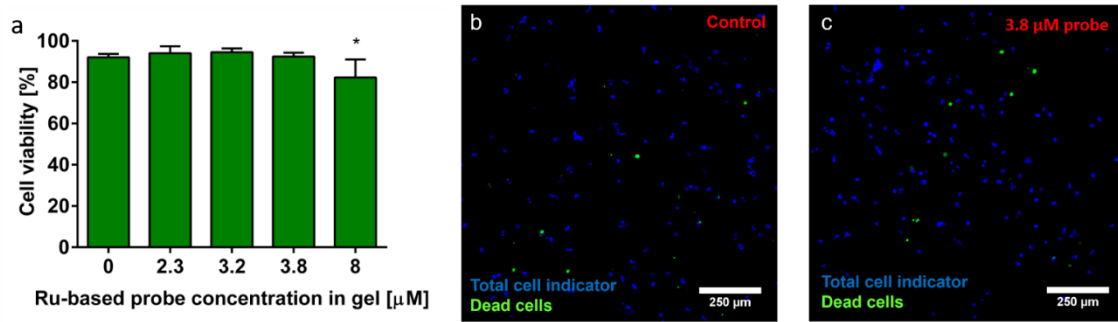 a
100
80
60
40
20
0
Cell viability [%]
*
0 2.3 3.2 3.8 8
Ru-based probe concentration in gel [μM]
b
Control
Total cell indicator
Dead cells
250 μm
c
3.8 μM probe
Total cell indicator
Dead cells
250 μm